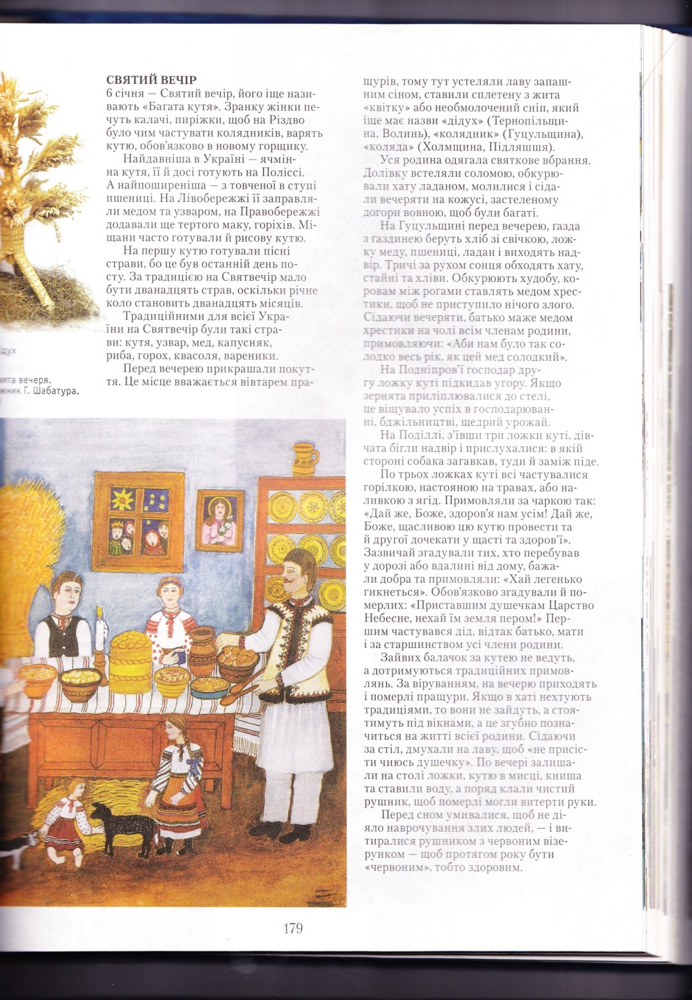 СВЯТИЙ ВЕЧІР
6 січня — Святий вечір, його іще нази-
вають «Багата кутя». Зранку жінки пе-
чуть калачі, пиріжки, щоб на Різдво
було чим частувати колядників, варять
кутю, обов'язково в новому горщику.
Найдавніша в Україні — ячмін-
на кутя, її й досі готують на Поліссі.
А найпоширеніша — з товченої в ступі
пшениці. На Лівобережжі її заправля-
ли медом та узваром, на Правобережжі
додавали ще тертого маку, горіхів. Мі-
щани часто готували й рисову кутю.
На першу кутю готували пісні
страви, бо це був останній день по-
сту. За традицією на Святвечір мало
бути дванадцять страв, оскільки річне
коло становить дванадцять місяців.
Традиційними для всієї Укра-
їни на Святвечір були такі стра-
ви: кутя, узвар, мед, капусняк,
риба, горох, квасоля, вареники.
Перед вечерею прикрашали покут-
тя. Це місце вважається вівтарем пра-
щурів, тому тут устеляли лаву запаш-
ним сіном, ставили сплетену з жита
«квітку» або необмолочений сніп, який
іще має назви «дідух» (Тернопільщи-
на, Волинь), «колядник» (Гуцульщина),
«коляда» (Холмщина, Підляшшя).
Уся родина одягала святкове вбрання.
Долівку встеляли соломою, обкурю-
вали хату ладаном, молилися і сіда-
ли вечеряти на кожусі, застеленому
догори вовною, щоб були багаті.
На Гуцульщині перед вечерею, ґазда
з ґаздинею беруть хліб зі свічкою, лож-
ку меду, пшениці, ладан і виходять над-
вір. Тричі за рухом сонця обходять хату,
стайні та хліви. Обкурюють худобу, ко-
ровам між рогами ставлять медом хрес-
тики, щоб не приступило нічого злого.
Сідаючи вечеряти, батько маже медом
хрестики на чолі всім членам родини,
примовляючи: «Аби нам було так со-
лодко весь рік, як цей мед солодкий».
На Подніпров'ї господар дру-
гу ложку куті підкидав угору. Якщо
зернята приліплювалися до стелі,
це віщувало успіх в господарюван-
ні, бджільництві, щедрий урожай.
На Поділлі, з'ївши три ложки куті, дів-
чата бігли надвір і прислухалися: в якій
стороні собака загавкав, туди й заміж піде.
По трьох ложках куті всі частувалися
горілкою, настояною на травах, або на-
ливкою з ягід. Примовляли за чаркою так:
«Дай же, Боже, здоров'я нам усім! Дай же,
Боже, щасливою цю кутю провести та
й другої дочекати у щасті та здоров'ї».
Зазвичай згадували тих, хто перебував
у дорозі або вдалині від дому, бажа-
ли добра та примовляли: «Хай легенько
гикнеться». Обов'язково згадували й по-
мерлих: «Приставшим душечкам Царство
Небесне, нехай їм земля пером!» Пер-
шим частувався дід, відтак батько, мати
і за старшинством усі члени родини.
Зайвих балачок за кутею не ведуть,
а дотримуються традиційних примов-
лянь. За віруванням, на вечерю приходять
і померлі пращури. Якщо в хаті нехтують
традиціями, то вони не зайдуть, а стоя-
тимуть під вікнами, а це згубно позна-
читься на житті всієї родини. Сідаючи
за стіл, дмухали на лаву, щоб «не присіс-
ти чиюсь душечку». По вечері залиша-
ли на столі ложки, кутю в мисці, книша
та ставили воду, а поряд клали чистий
рушник, щоб померлі могли витерти руки.
Перед сном умивалися, щоб не ді-
яло наврочування злих людей, — і ви-
тиралися рушником з червоним візе-
рунком — щоб протягом року бути
«червоним», тобто здоровим.
вечеря.
Г. Шабатура.
179